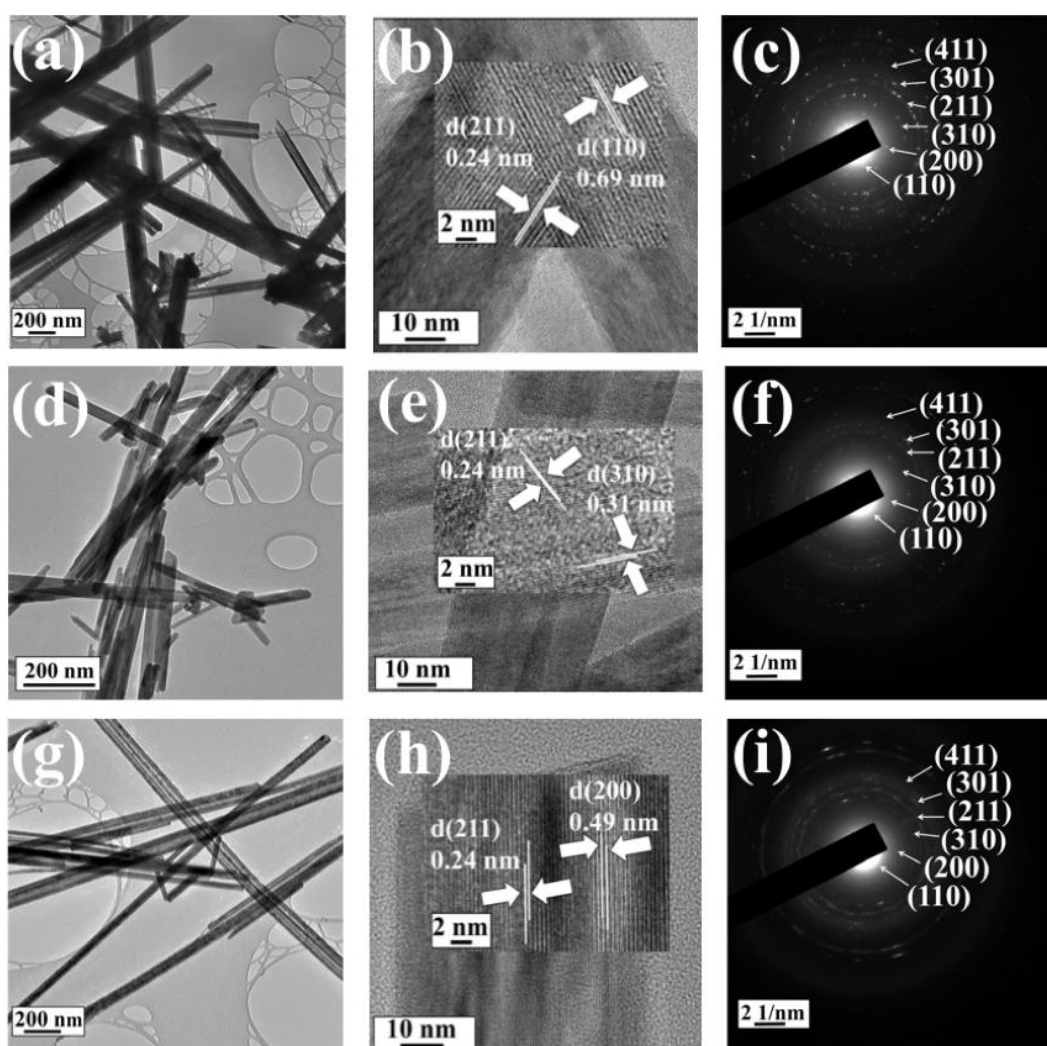 (a)
200 nm
(b)
d(211)
0.24 nm
d(110)
0.69 nm
2 nm
10 nm
(c)
(411)
(301)
(211)
(310)
(200)
(110)
2 1/nm
(d)
200 nm
(e)
d(211)
0.24 nm
d(310)
0.31 nm
2 nm
10 nm
(f)
(411)
(301)
(211)
(310)
(200)
(110)
2 1/nm
(g)
200 nm
(h)
d(211)
0.24 nm
d(200)
0.49 nm
2 nm
10 nm
(i)
(411)
(301)
(211)
(310)
(200)
(110)
2 1/nm